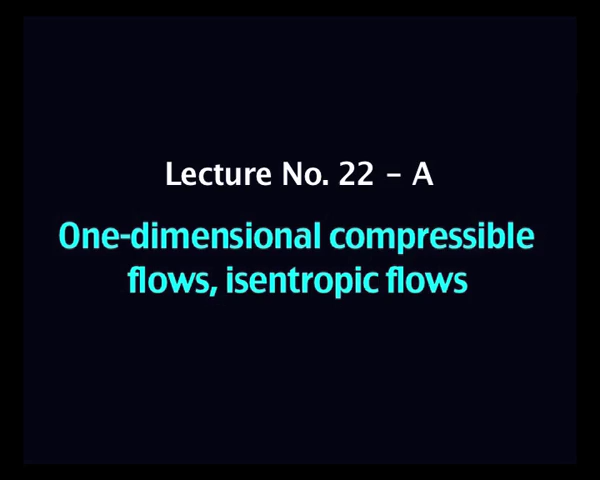 Lecture No. 22 – A
One-dimensional compressible
flows, isentropic flows